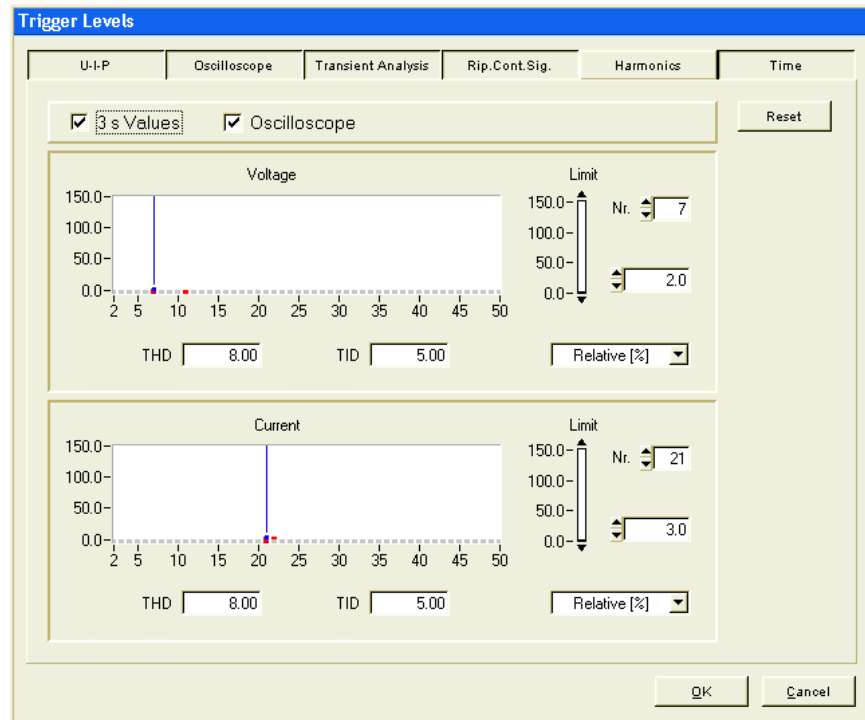 Trigger Levels
U-I-P Oscilloscope Transient Analysis Rip.Cont.Sig. Harmonics Time
3 s Values Oscilloscope Reset
Voltage Limit
150.0 150.0 Nr. 7
100.0 100.0
50.0 50.0 2.0
0.0 0.0
2 5 10 15 20 25 30 35 40 45 50
THD 8.00 TID 5.00 Relative [%]
Current Limit
150.0 150.0 Nr. 21
100.0 100.0
50.0 50.0 3.0
0.0 0.0
2 5 10 15 20 25 30 35 40 45 50
THD 8.00 TID 5.00 Relative [%]
OK Cancel